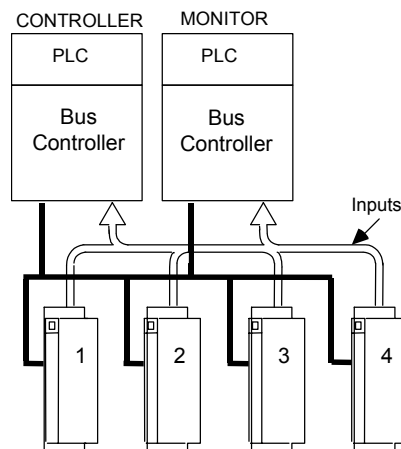 CONTROLLER
MONITOR
PLC
PLC
Bus
Controller
Bus
Controller
Inputs
1
2
3
4